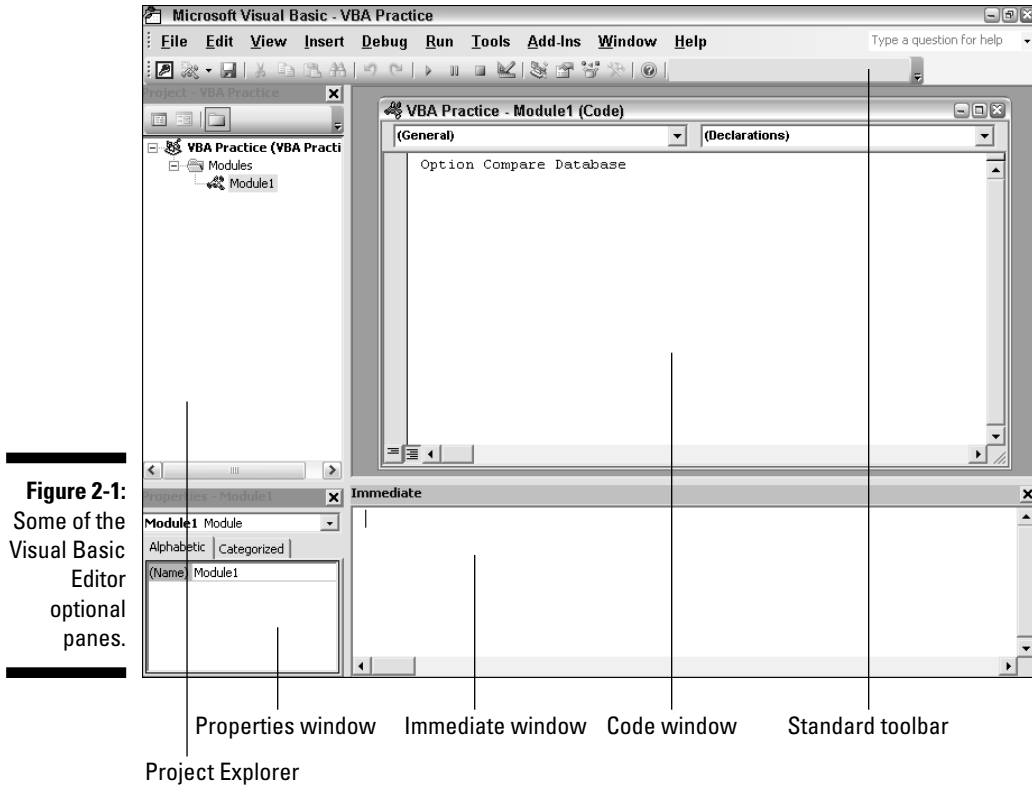 Microsoft Visual Basic - VBA Practice
File Edit View Insert Debug Run Tools Add-Ins Window Help
Type a question for help
Project - VBA Practice
VBA Practice - Module1 (Code)
(General)
(Declarations)
VBA Practice (VBA Practi
Modules
Module1
Option Compare Database
Properties - Module1
Immediate
Module1 Module
Alphabetic
Categorized
(Name) Module1
Figure 2-1:
Some of the
Visual Basic
Editor
optional
panes.
Properties window
Immediate window
Code window
Standard toolbar
Project Explorer